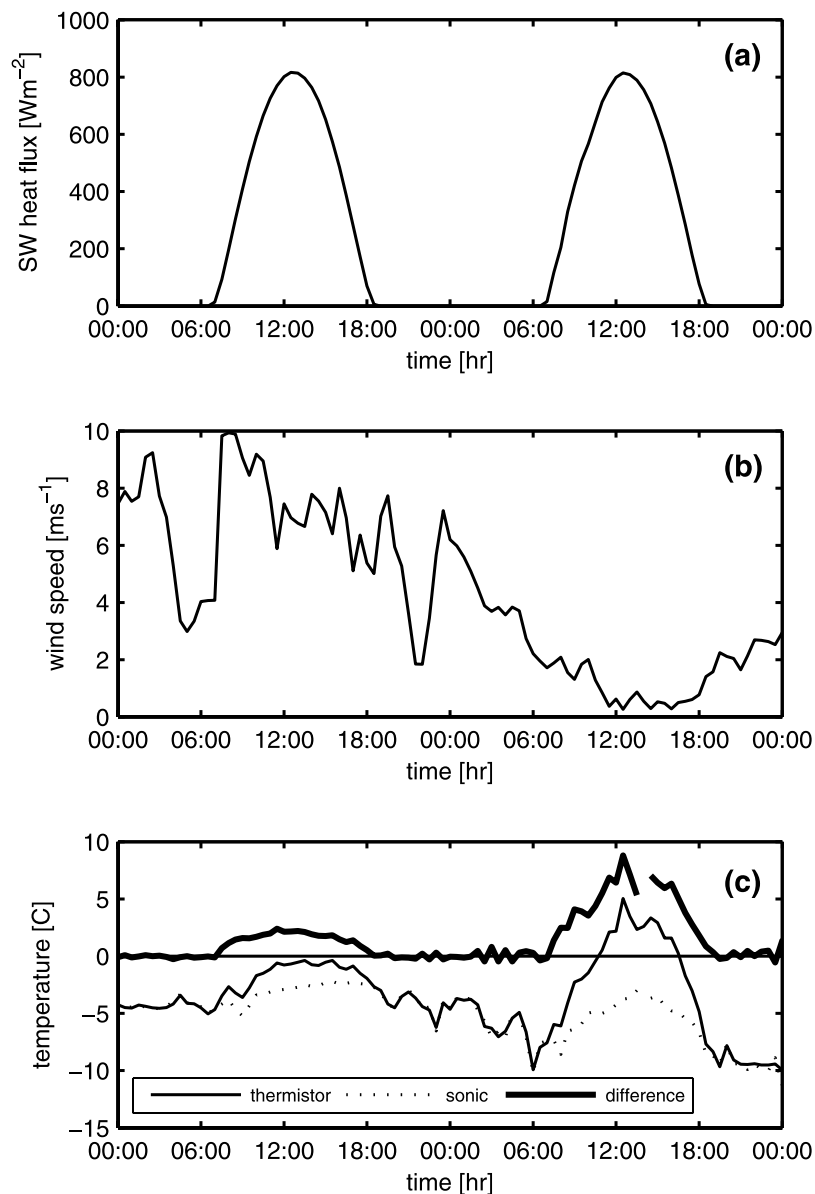 1000
800
600
400
200
0
SW heat flux [Wm−2]
(a)
00:00 06:00 12:00 18:00 00:00 06:00 12:00 18:00 00:00
time [hr]
10
8
6
4
2
0
wind speed [ms−1]
(b)
00:00 06:00 12:00 18:00 00:00 06:00 12:00 18:00 00:00
time [hr]
10
5
0
−5
−10
−15
temperature [C]
(c)
thermistor sonic difference
00:00 06:00 12:00 18:00 00:00 06:00 12:00 18:00 00:00
time [hr]